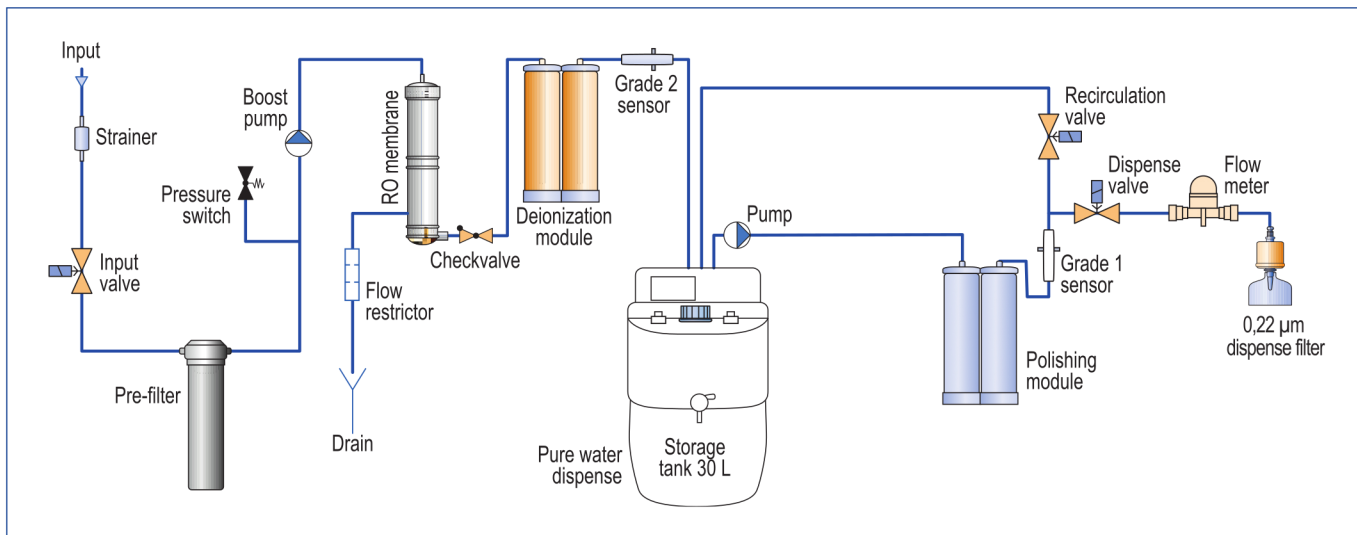 Input
Strainer
Boost
pump
Pressure
switch
Input
valve
Pre-filter
RO membrane
Flow
restrictor
Drain
Checkvalve
Deionization
module
Grade 2
sensor
Pump
Pure water
dispense
Storage
tank 30 L
Polishing
module
Recirculation
valve
Dispense
valve
Flow
meter
Grade 1
sensor
0,22 µm
dispense filter